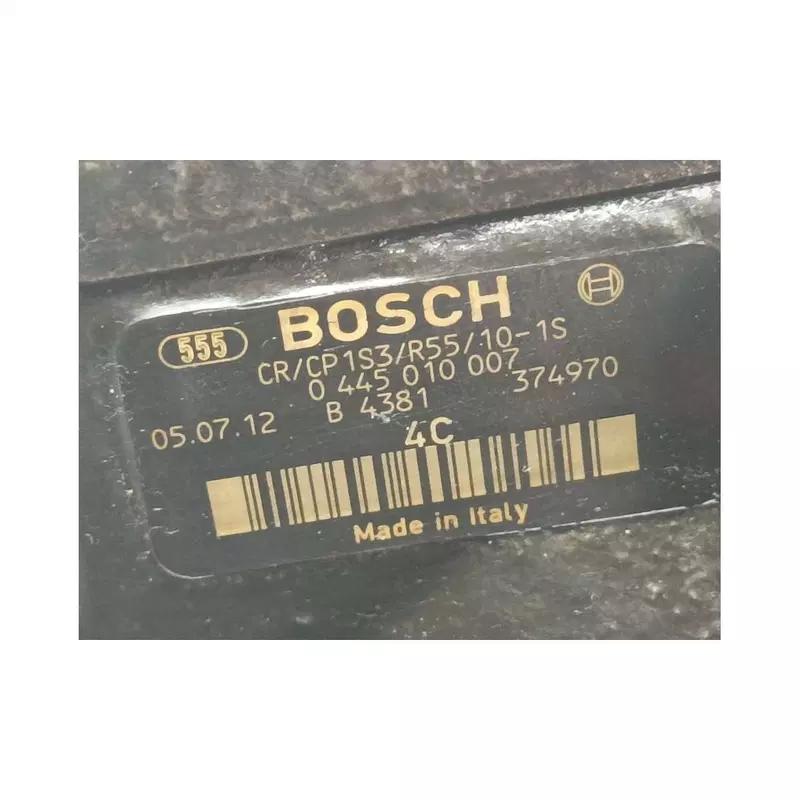 555 BOSCH
CR/CP1S3/R55/10-1S
0 445 010 007
B 4381 374970
05.07.12
4C
Made in Italy